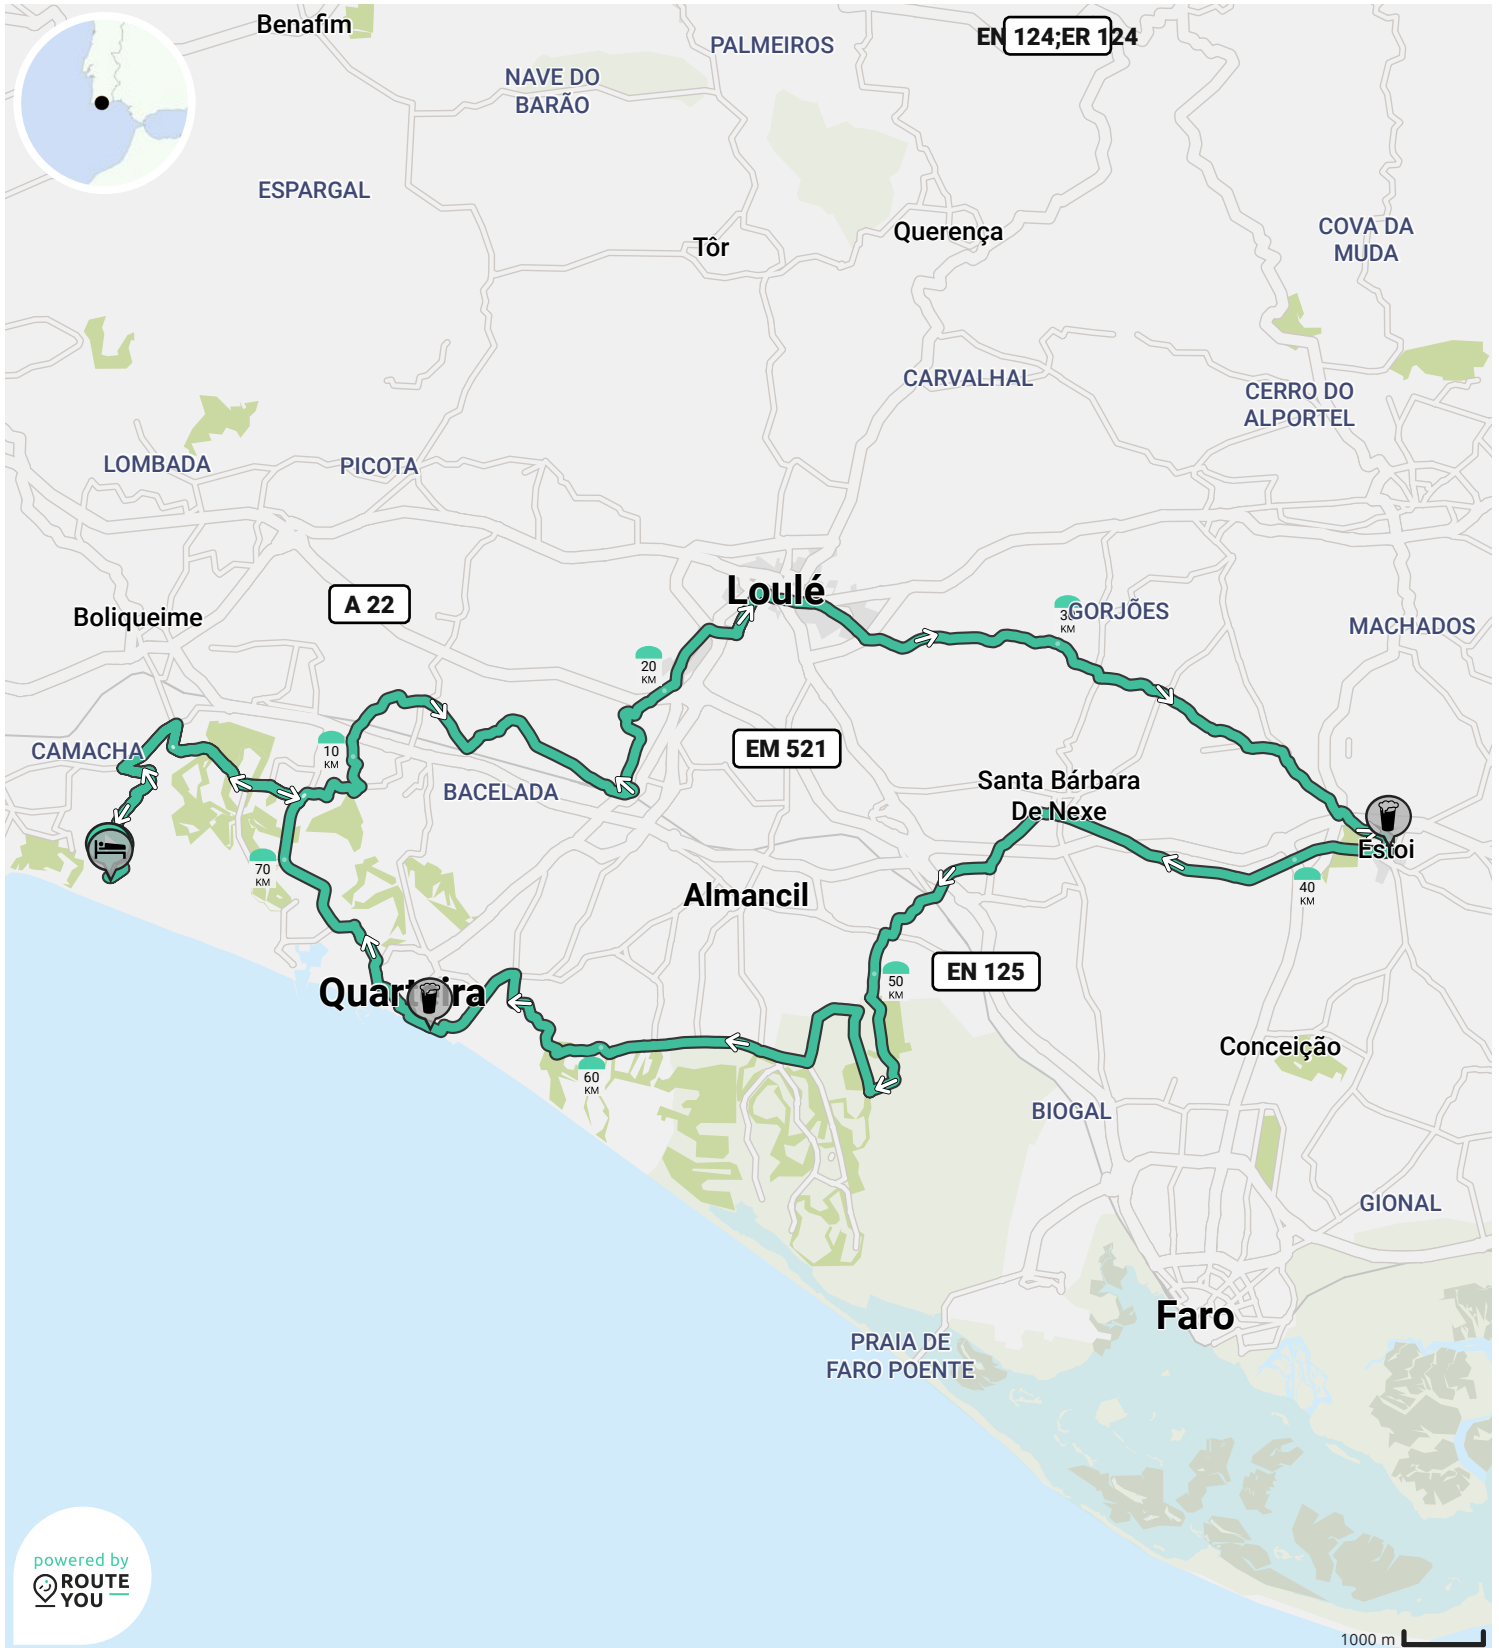 Benafim
EN 124;ER 124
PALMEIROS
NAVE DO
BARÃO
ESPARGAL
COVA DA
MUDA
Querença
Tôr
CARVALHAL
CERRO DO
ALPORTEL
LOMBADA
PICOTA
Loulé
A 22
Boliqueime
30
KM
GORJÕES
MACHADOS
20
KM
CAMACHA
10
KM
EM 521
BACELADA
Santa Bárbara
De Nexe
Estoi
70
KM
Almancil
40
KM
EN 125
50
KM
Quarteira
Conceição
60
KM
BIOGAL
GIONAL
Faro
PRAIA DE
FARO POENTE
powered by
ROUTE
YOU
1000 m